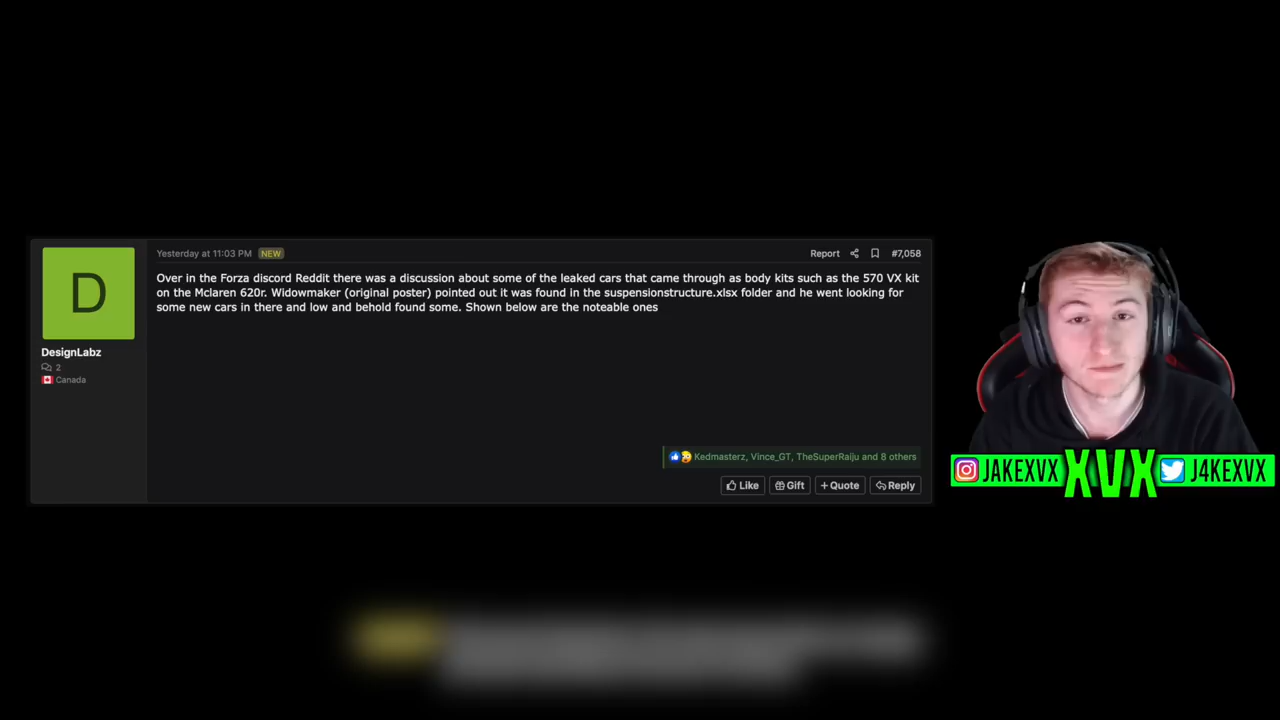 Yesterday at 11:03 PM NEW
Report #7,058
Over in the Forza discord Reddit there was a discussion about some of the leaked cars that came through as body kits such as the 570 VX kit
on the Mclaren 620r. Widowmaker (original poster) pointed out it was found in the suspensionstructure.xlsx folder and he went looking for
some new cars in there and low and behold found some. Shown below are the noteable ones
D
DesignLabz
2
Canada
Kedmasterz, Vince_GT, TheSuperRaiju and 8 others
Like Gift +Quote Reply
JAKEXVX XVX J4KEXVX